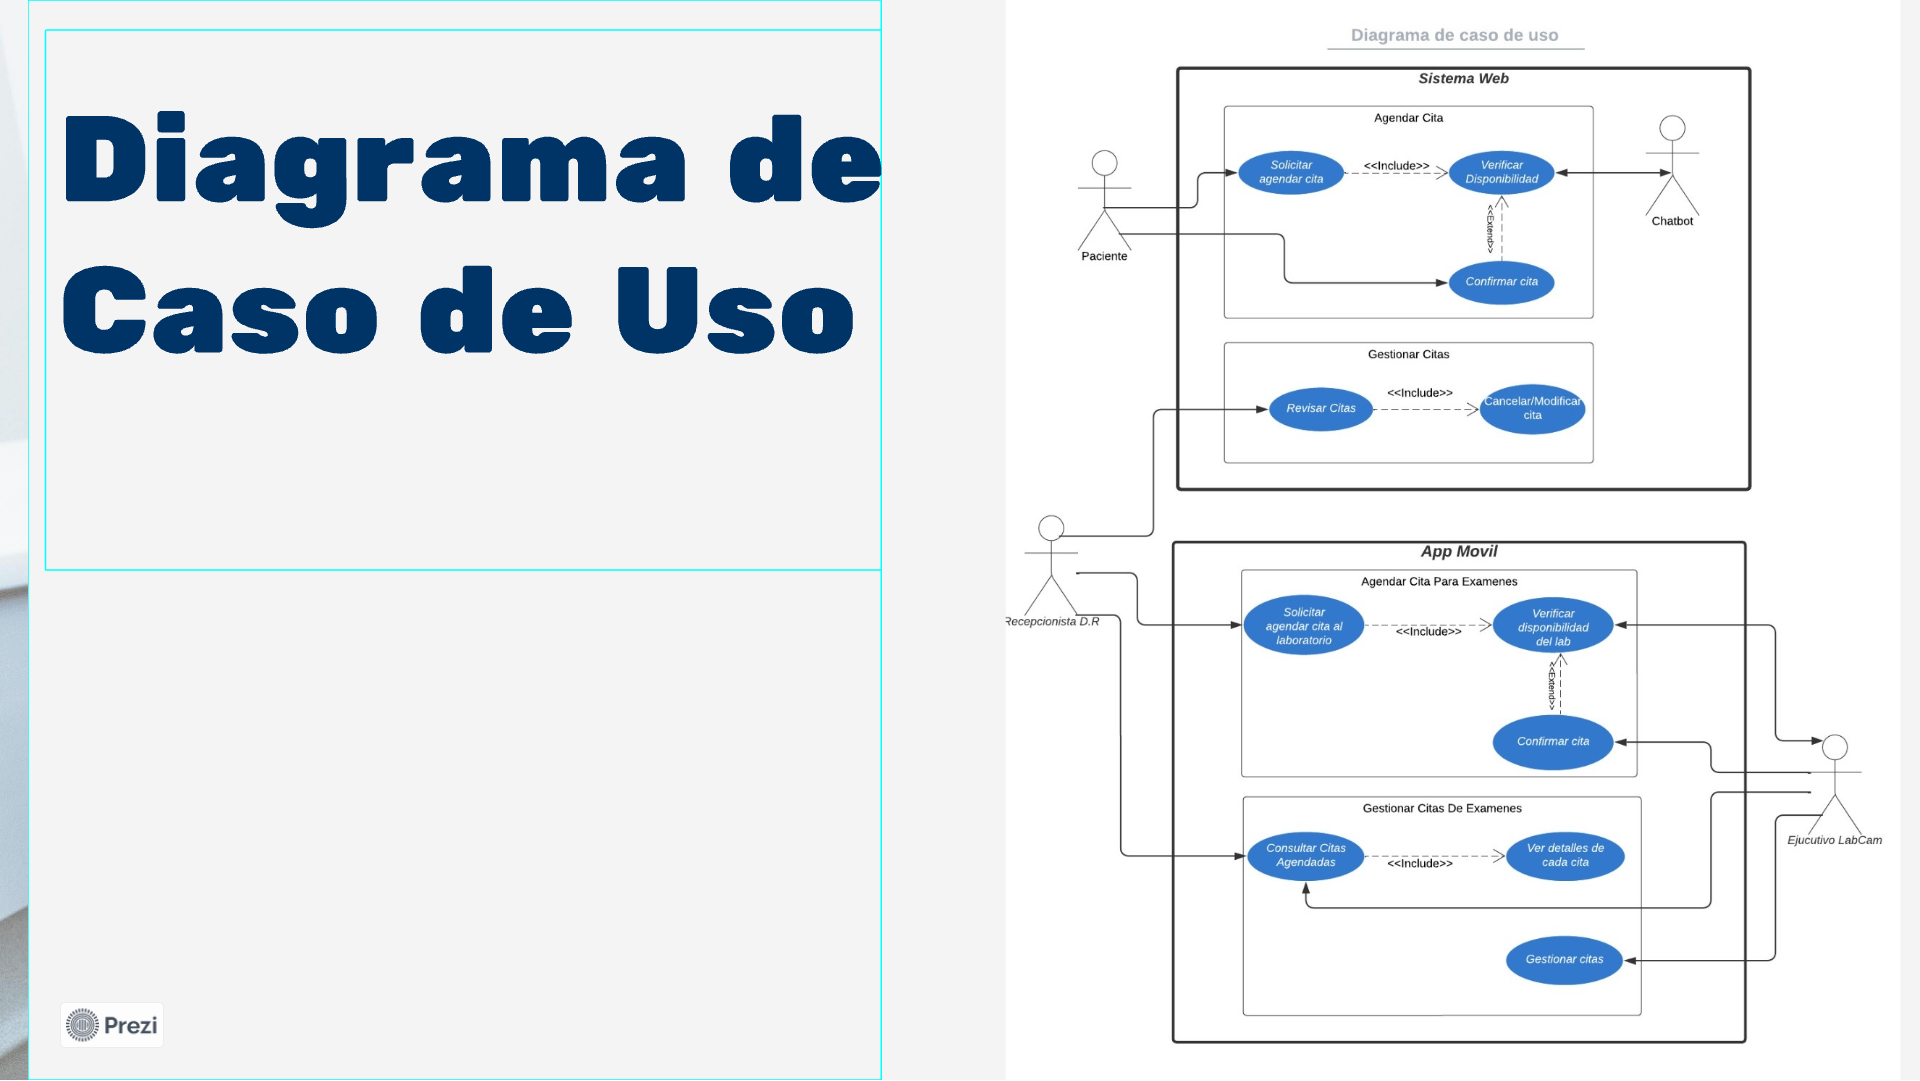 Diagrama de
Caso de Uso
Prezi
Diagrama de caso de uso
Sistema Web
Agendar Cita
Solicitar
agendar cita
<<Include>>
Verificar
Disponibilidad
<<Extend>>
Confirmar cita
Paciente
Chatbot
Gestionar Citas
Revisar Citas
<<Include>>
Cancelar/Modificar
cita
Recepcionista D.R
App Movil
Agendar Cita Para Examenes
Solicitar
agendar cita al
laboratorio
<<Include>>
Verificar
disponibilidad
del lab
<<Extend>>
Confirmar cita
Gestionar Citas De Examenes
Consultar Citas
Agendadas
<<Include>>
Ver detalles de
cada cita
Gestionar citas
Ejucutivo LabCam